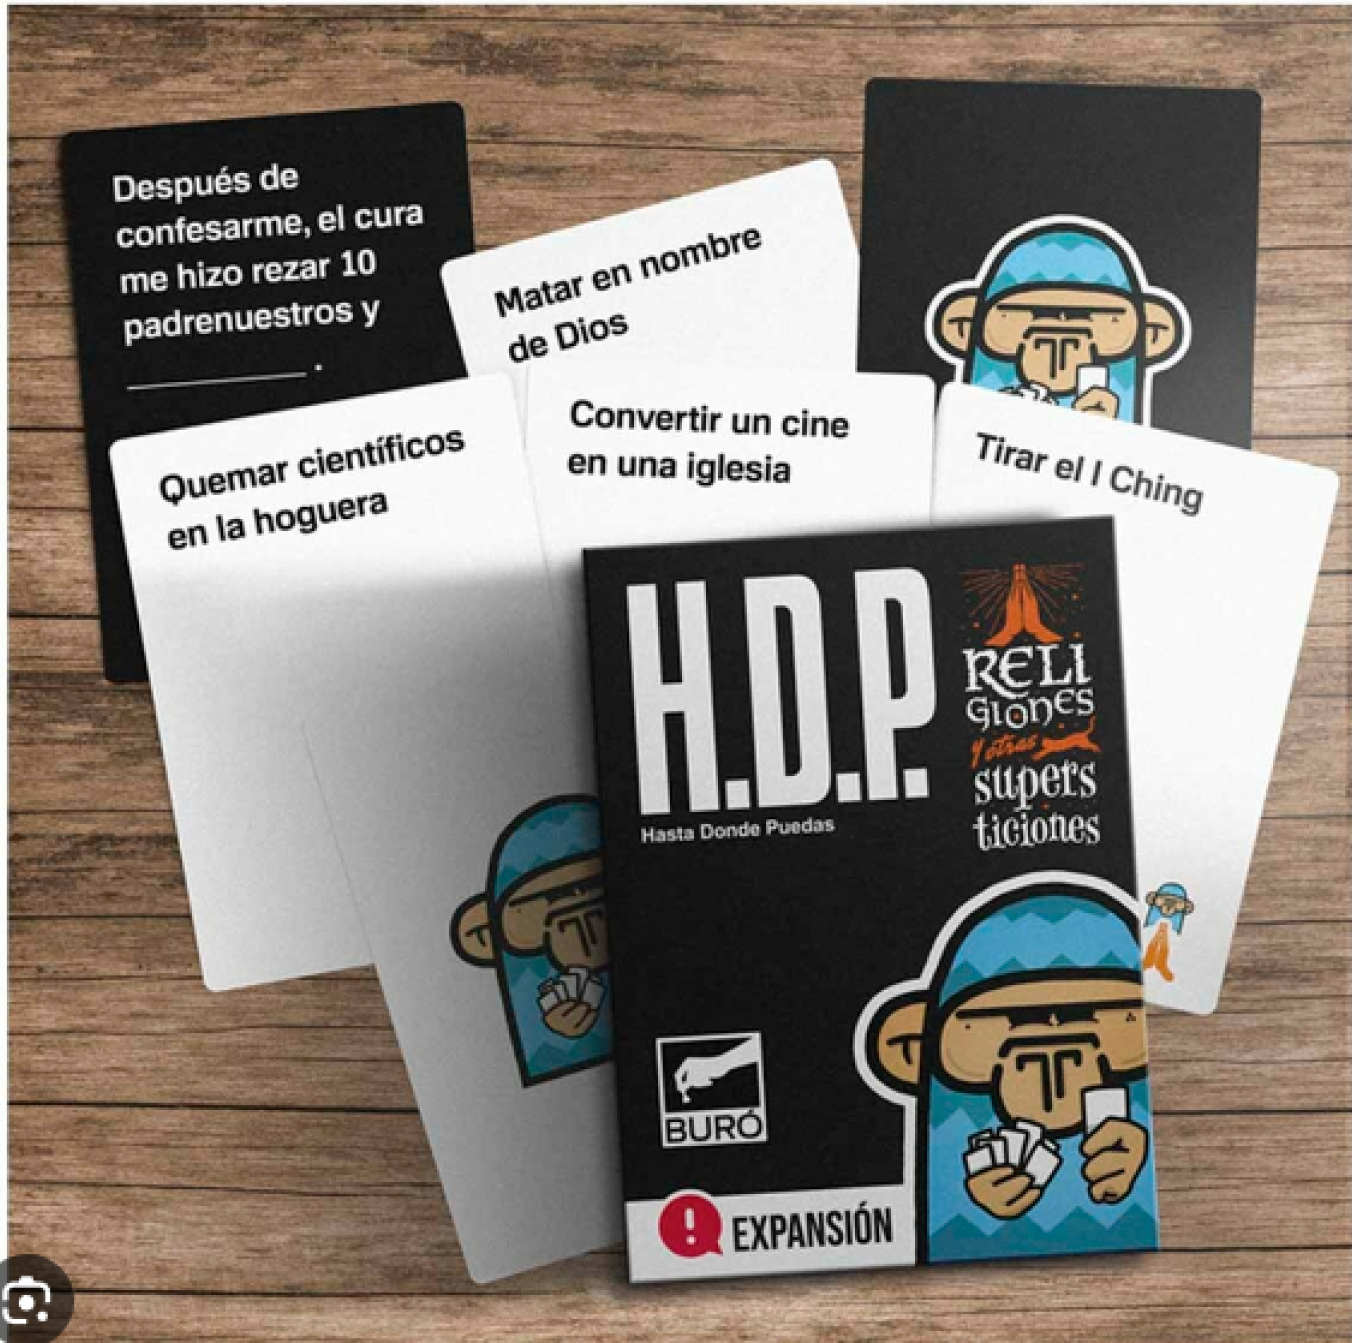 Después de
confesarme, el cura
me hizo rezar 10
padrenuestros y
__________ .
Matar en nombre
de Dios
Quemar científicos
en la hoguera
Convertir un cine
en una iglesia
Tirar el I Ching
H.D.P.
Hasta Donde Puedas
RELI
GIONES
y otras
supers
ticiones
BURÓ
! EXPANSIÓN